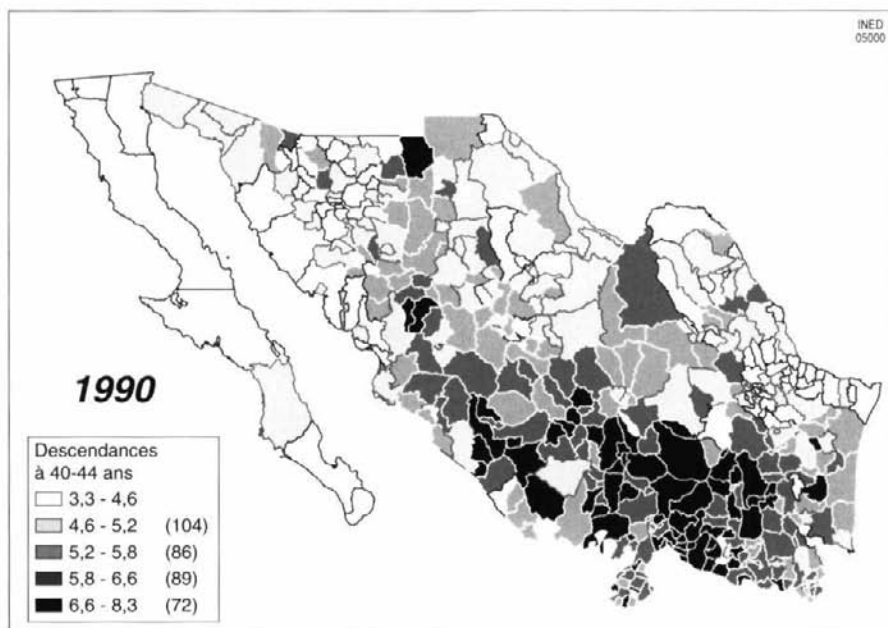 INED
05000
1990
Descendances
à 40-44 ans
3,3 - 4,6
4,6 - 5,2 (104)
5,2 - 5,8 (86)
5,8 - 6,6 (89)
6,6 - 8,3 (72)